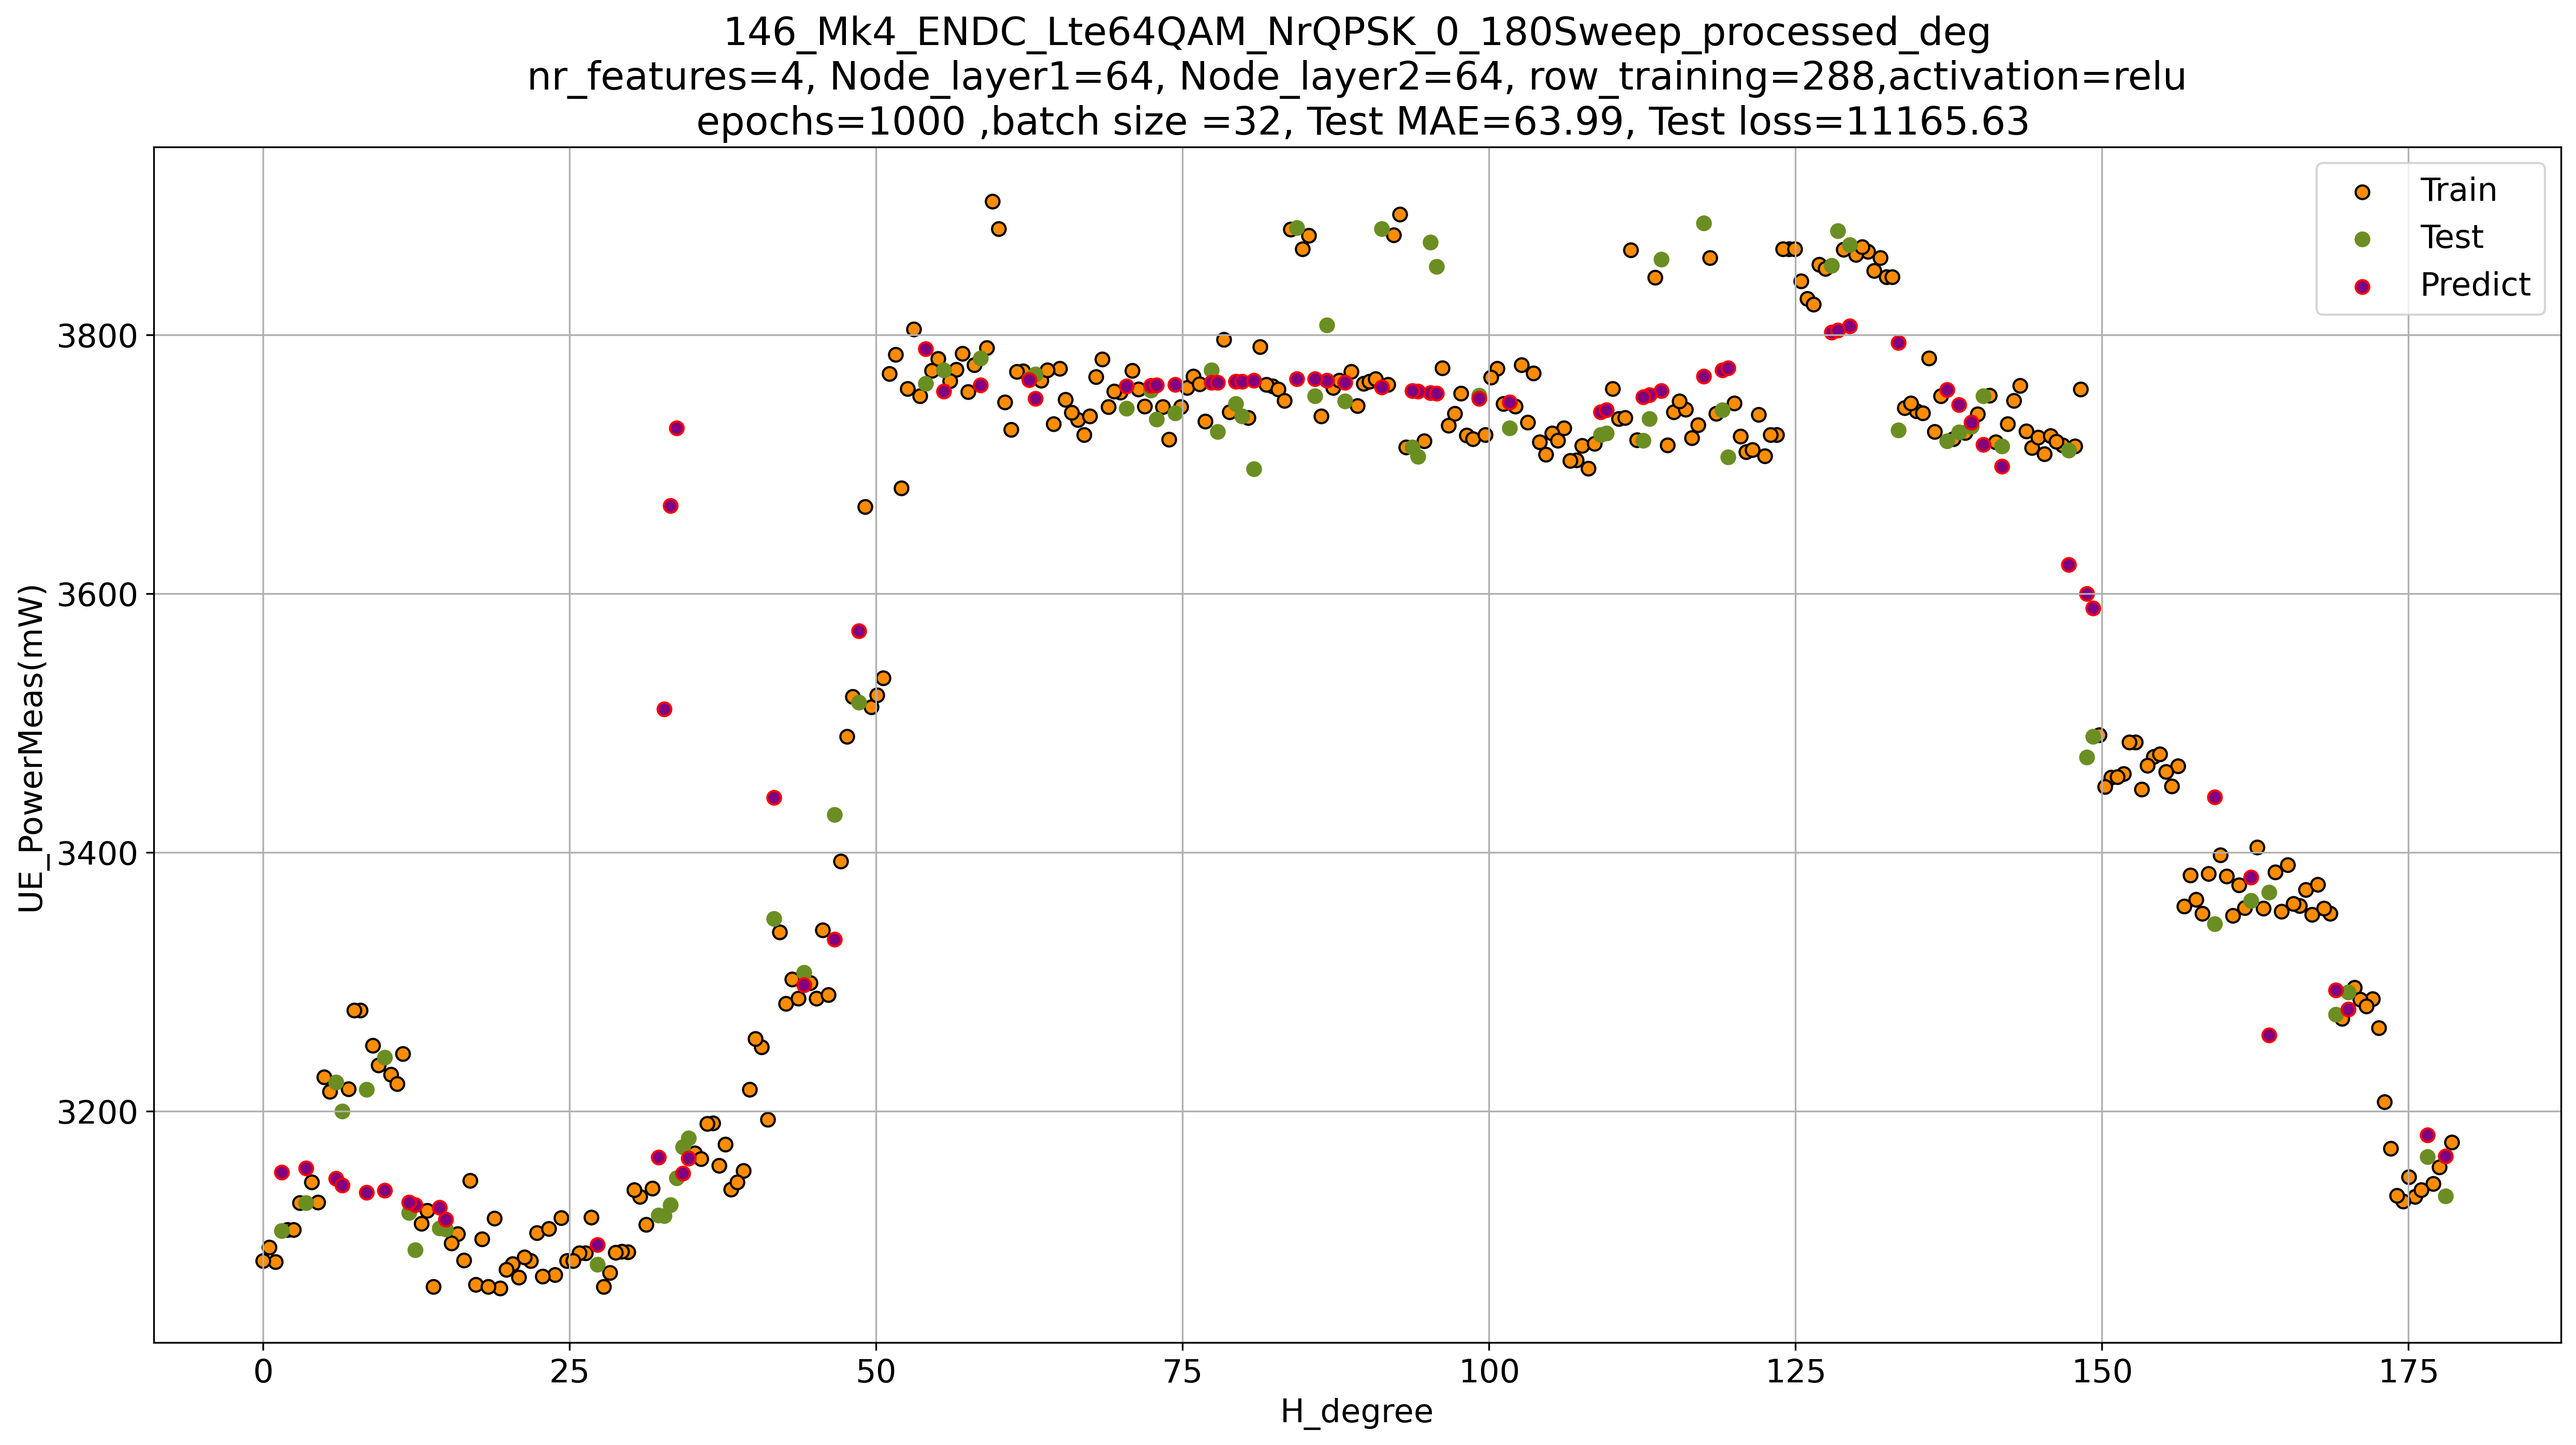 146_Mk4_ENDC_Lte64QAM_NrQPSK_0_180Sweep_processed_deg
nr_features=4, Node_layer1=64, Node_layer2=64, row_training=288,activation=relu
epochs=1000 ,batch size =32, Test MAE=63.99, Test loss=11165.63
Train
Test
Predict
UE_PowerMeas(mW)
3800
3600
3400
3200
0 25 50 75 100 125 150 175
H_degree